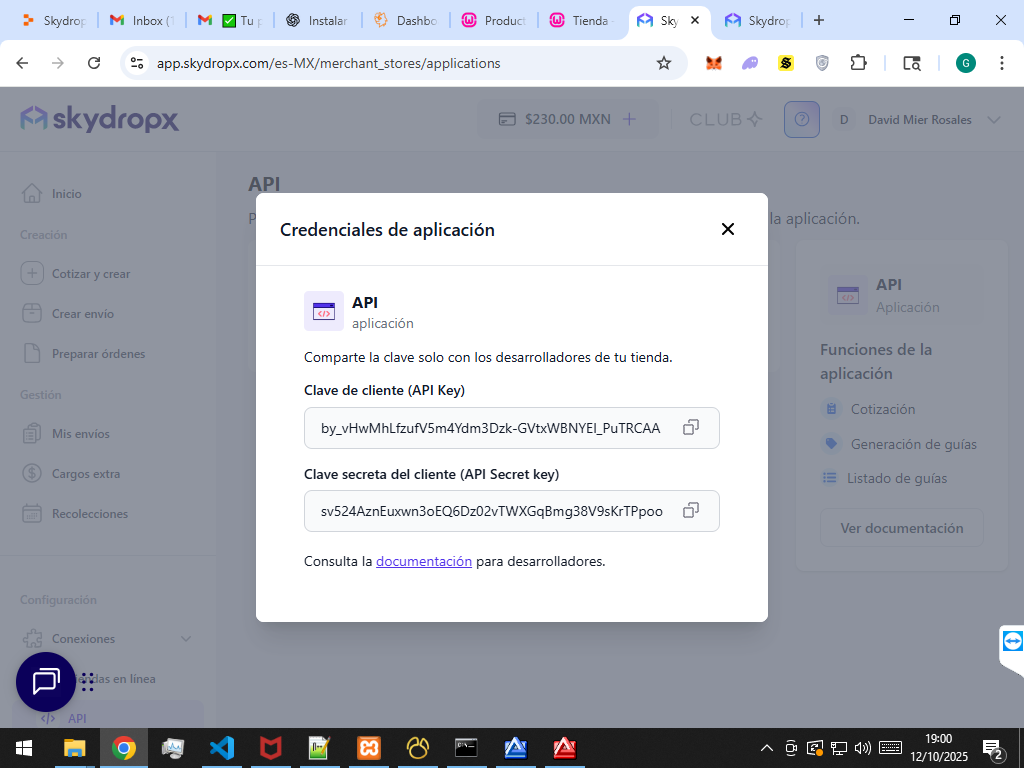 Skydrop
Inbox (1
Tu p
Instalar
Dashbo
Product
Tienda
Sky
Skydrop
app.skydropx.com/es-MX/merchant_stores/applications
G
skydropx
$230.00 MXN
CLUB
D
David Mier Rosales
Inicio
Creación
Cotizar y crear
Crear envío
Preparar órdenes
Gestión
Mis envíos
Cargos extra
Recolecciones
Configuración
Conexiones
en línea
API
API
la aplicación.
Credenciales de aplicación
API
aplicación
Comparte la clave solo con los desarrolladores de tu tienda.
Clave de cliente (API Key)
by_vHwMhLfzufV5m4Ydm3Dzk-GVtxWBNYEI_PuTRCAA
Clave secreta del cliente (API Secret key)
sv524AznEuxwn3oEQ6Dz02vTWXGqBmg38V9sKrTPpoo
Consulta la documentación para desarrolladores.
API
Aplicación
Funciones de la
aplicación
Cotización
Generación de guías
Listado de guías
Ver documentación
19:00
12/10/2025
2